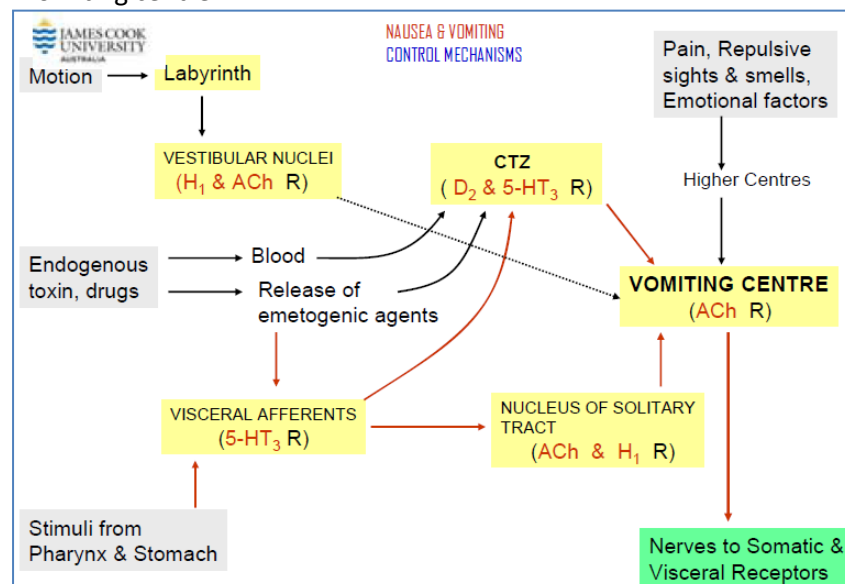 JAMES COOK
UNIVERSITY
AUSTRALIA
NAUSEA & VOMITING
CONTROL MECHANISMS
Motion
Labyrinth
Pain, Repulsive
sights & smells,
Emotional factors
VESTIBULAR NUCLEI
(H₁ & ACh R)
CTZ
( D₂ & 5-HT₃ R)
Higher Centres
Endogenous
toxin, drugs
Blood
Release of
emetogenic agents
VOMITING CENTRE
(ACh R)
VISCERAL AFFERENTS
(5-HT₃ R)
NUCLEUS OF SOLITARY
TRACT
(ACh & H₁ R)
Stimuli from
Pharynx & Stomach
Nerves to Somatic &
Visceral Receptors